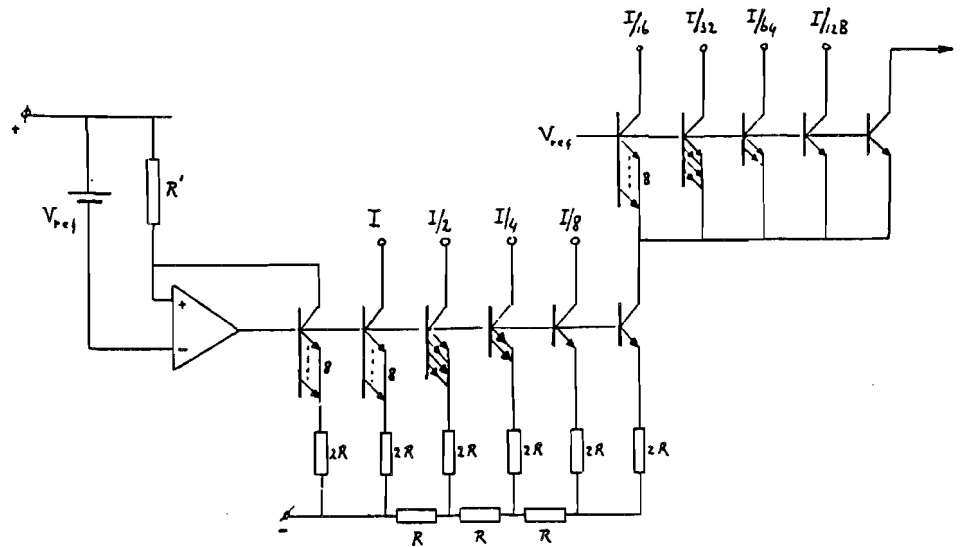 I/16 I/32 I/64 I/128
+
V_ref
R'
V_ref
8
I I/2 I/4 I/8
+
-
8 8
2R 2R 2R 2R 2R 2R
-
R R R